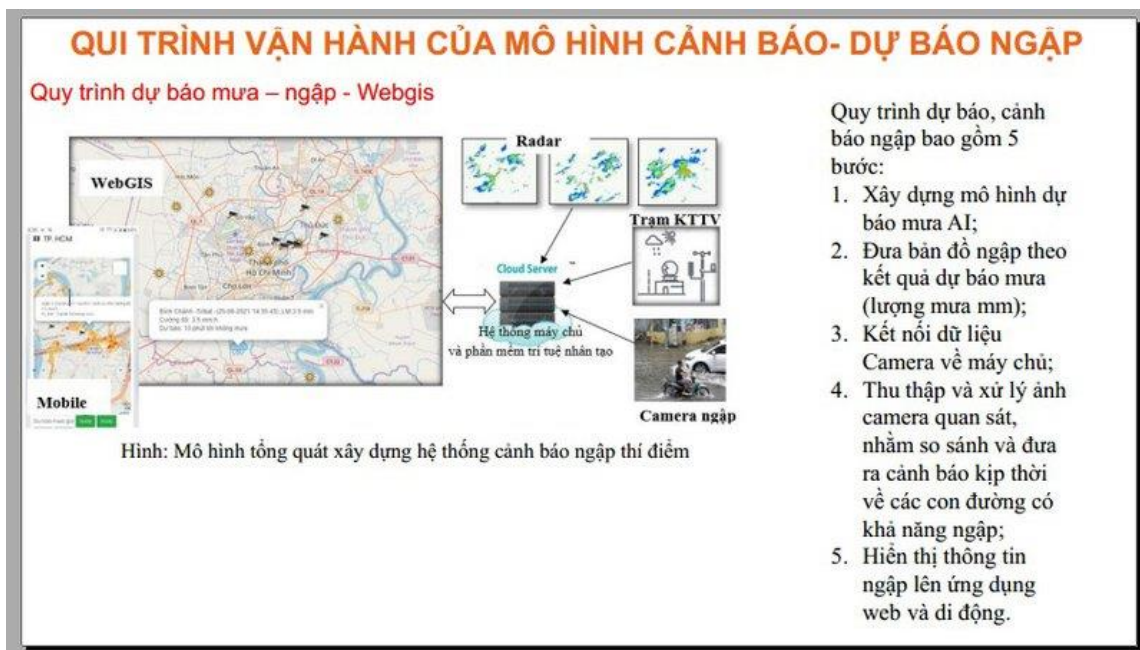 QUI TRÌNH VẬN HÀNH CỦA MÔ HÌNH CẢNH BÁO- DỰ BÁO NGẬP
Quy trình dự báo mưa – ngập - Webgis
WebGIS
Mobile
TP. HCM
Thủ Đức
Hồ Chí Minh
Radar
Trạm KTTV
Cloud Server
Hệ thống máy chủ
và phần mềm trí tuệ nhân tạo
Camera ngập
Hình: Mô hình tổng quát xây dựng hệ thống cảnh báo ngập thí điểm
Quy trình dự báo, cảnh
báo ngập bao gồm 5
bước:
1. Xây dựng mô hình dự
báo mưa AI;
2. Đưa bản đồ ngập theo
kết quả dự báo mưa
(lượng mưa mm);
3. Kết nối dữ liệu
Camera về máy chủ;
4. Thu thập và xử lý ảnh
camera quan sát,
nhằm so sánh và đưa
ra cảnh báo kịp thời
về các con đường có
khả năng ngập;
5. Hiển thị thông tin
ngập lên ứng dụng
web và di động.